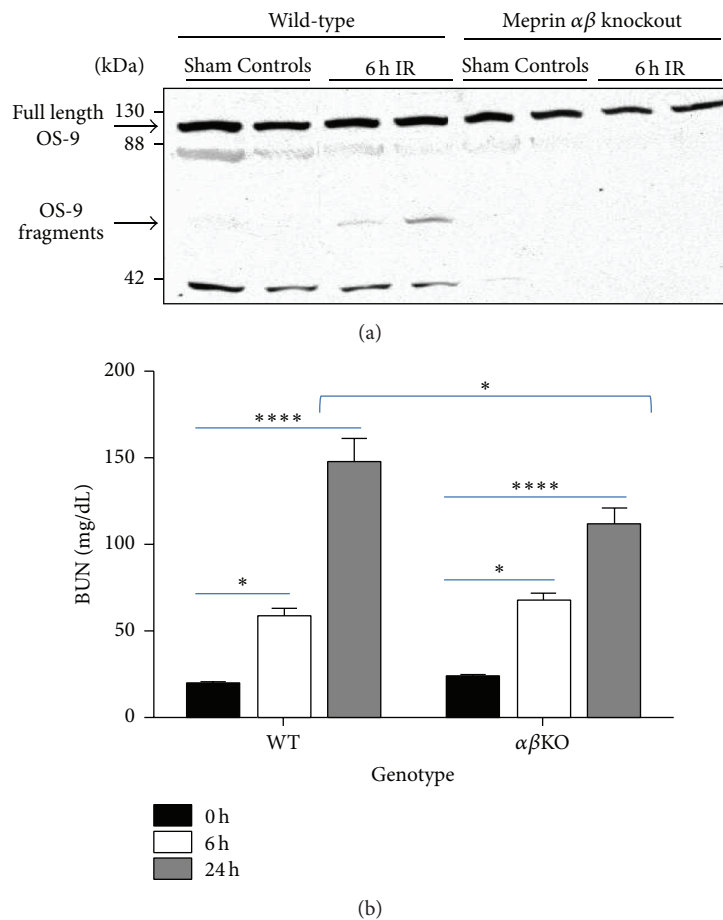 Wild-type Meprin αβ knockout
(kDa) Sham Controls 6 h IR Sham Controls 6 h IR
Full length OS-9
130
88
OS-9 fragments
42
(a)
200
150
100
50
0
BUN (mg/dL)
*
****
*
****
*
WT αβKO
Genotype
0 h
6 h
24 h
(b)